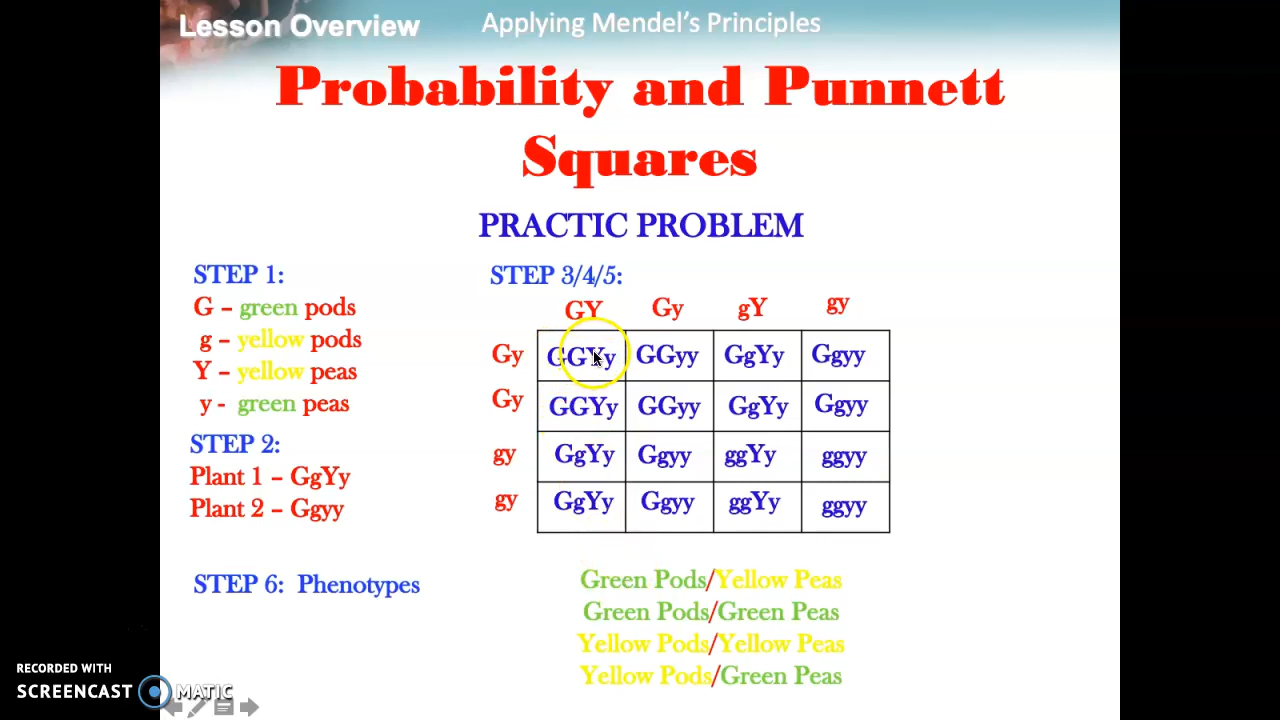 Lesson Overview Applying Mendel's Principles
Probability and Punnett
Squares
PRACTIC PROBLEM
STEP 1:
G – green pods
g – yellow pods
Y – yellow peas
y - green peas
STEP 2:
Plant 1 – GgYy
Plant 2 – Ggyy
STEP 3/4/5:
GY Gy gY gy
Gy GGYy GGyy GgYy Ggyy
Gy GGYy GGyy GgYy Ggyy
gy GgYy Ggyy ggYy ggyy
gy GgYy Ggyy ggYy ggyy
STEP 6: Phenotypes
Green Pods/Yellow Peas
Green Pods/Green Peas
Yellow Pods/Yellow Peas
Yellow Pods/Green Peas
RECORDED WITH
SCREENCAST MATIC